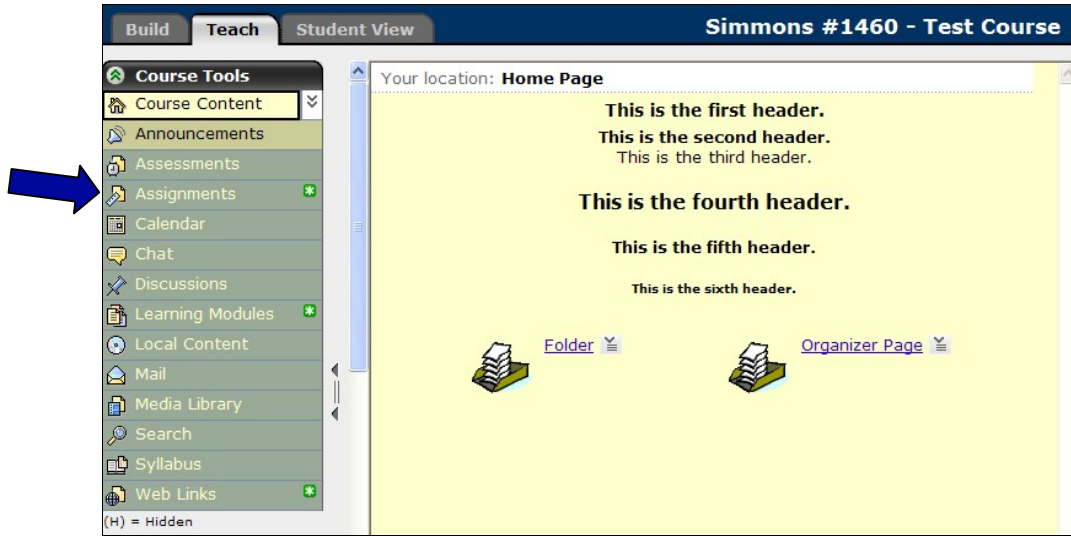 Build Teach Student View Simmons #1460 - Test Course
Course Tools
Course Content
Announcements
Assessments
Assignments
Calendar
Chat
Discussions
Learning Modules
Local Content
Mail
Media Library
Search
Syllabus
Web Links
(H) = Hidden
Your location: Home Page
This is the first header.
This is the second header.
This is the third header.
This is the fourth header.
This is the fifth header.
This is the sixth header.
Folder Organizer Page